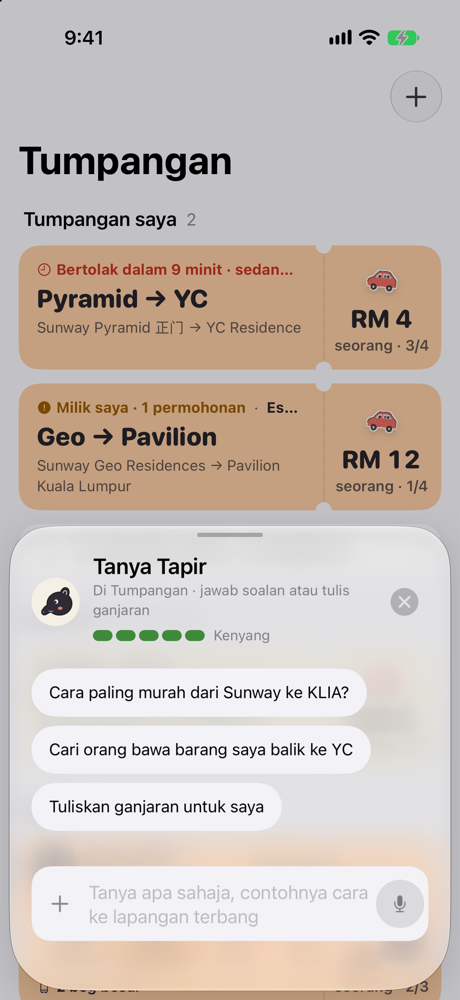 9:41
Tumpangan
Tumpangan saya 2
Bertolak dalam 9 minit · sedan...
Pyramid → YC
Sunway Pyramid 正门 → YC Residence
RM 4
seorang · 3/4
Milik saya · 1 permohonan · Es...
Geo → Pavilion
Sunway Geo Residences → Pavilion
Kuala Lumpur
RM 12
seorang · 1/4
Tanya Tapir
Di Tumpangan · jawab soalan atau tulis
ganjaran
Kenyang
Cara paling murah dari Sunway ke KLIA?
Cari orang bawa barang saya balik ke YC
Tuliskan ganjaran untuk saya
Tanya apa sahaja, contohnya cara
ke lapangan terbang
2/3